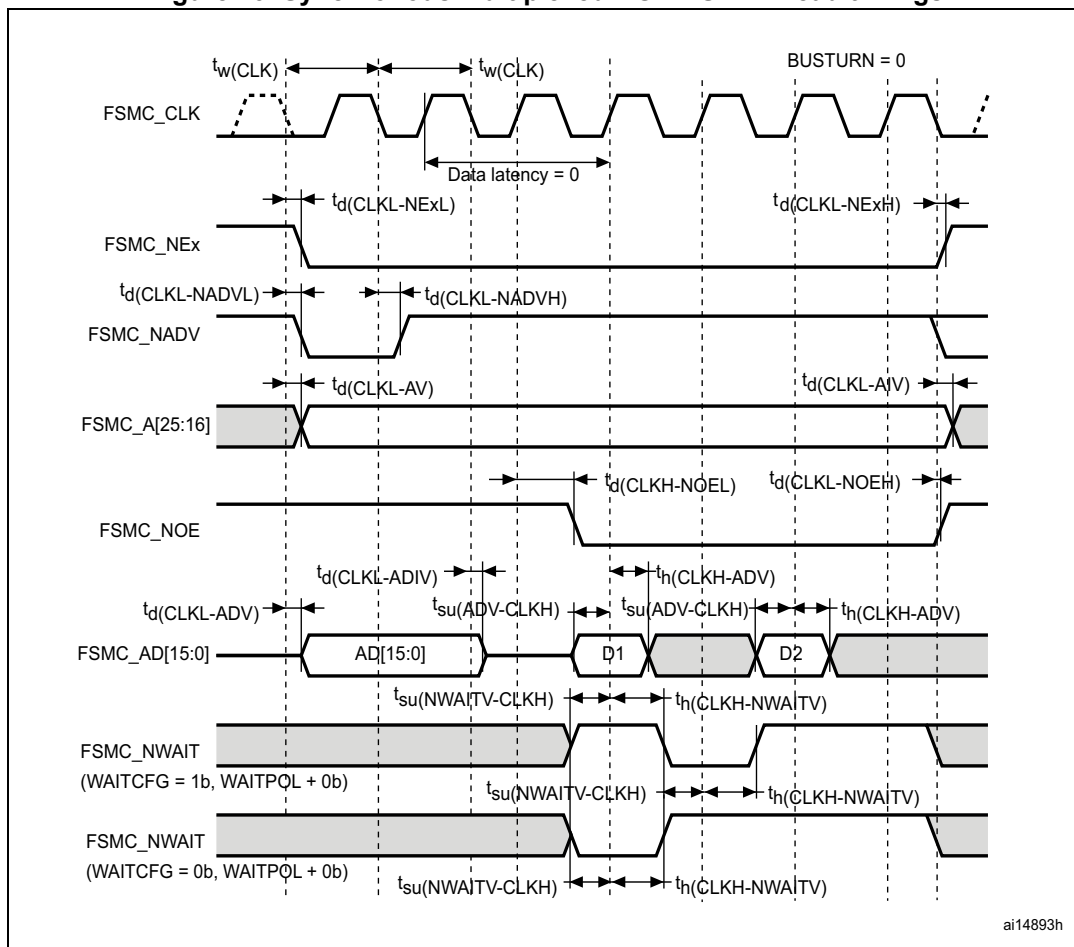 tw(CLK) tw(CLK) BUSTURN = 0
FSMC_CLK
Data latency = 0
td(CLKL-NExL) td(CLKL-NExH)
FSMC_NEx
td(CLKL-NADVL) td(CLKL-NADVH)
FSMC_NADV
td(CLKL-AV) td(CLKL-AIV)
FSMC_A[25:16]
td(CLKH-NOEL) td(CLKL-NOEH)
FSMC_NOE
td(CLKL-ADIV) th(CLKH-ADV)
td(CLKL-ADV) tsu(ADV-CLKH) tsu(ADV-CLKH) th(CLKH-ADV)
FSMC_AD[15:0] AD[15:0] D1 D2
tsu(NWAITV-CLKH) th(CLKH-NWAITV)
FSMC_NWAIT
(WAITCFG = 1b, WAITPOL + 0b)
tsu(NWAITV-CLKH) th(CLKH-NWAITV)
FSMC_NWAIT
(WAITCFG = 0b, WAITPOL + 0b)
tsu(NWAITV-CLKH) th(CLKH-NWAITV)
ai14893h